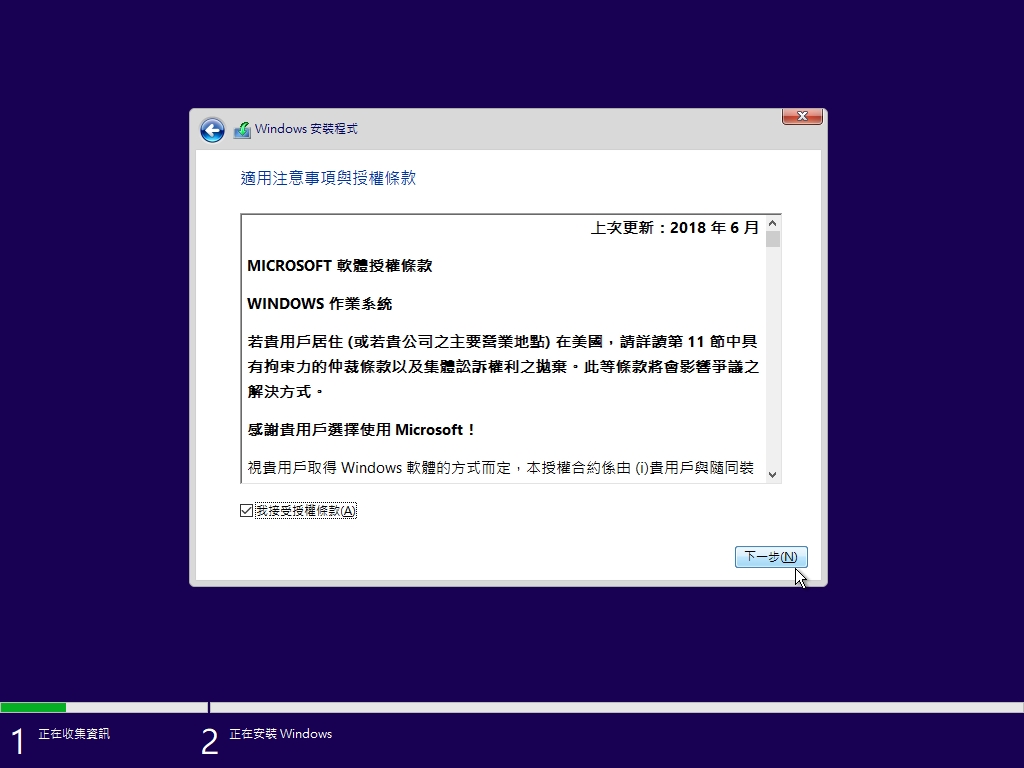 Windows 安裝程式
適用注意事項與授權條款
上次更新：2018 年 6 月
MICROSOFT 軟體授權條款
WINDOWS 作業系統
若貴用戶居住 (或若貴公司之主要營業地點) 在美國，請詳讀第 11 節中具
有拘束力的仲裁條款以及集體訟訴權利之拋棄。此等條款將會影響爭議之
解決方式。
感謝貴用戶選擇使用 Microsoft！
視貴用戶取得 Windows 軟體的方式而定，本授權合約係由 (i)貴用戶與隨同裝
我接受授權條款(A)
下一步(N)
1 正在收集資訊
2 正在安裝 Windows